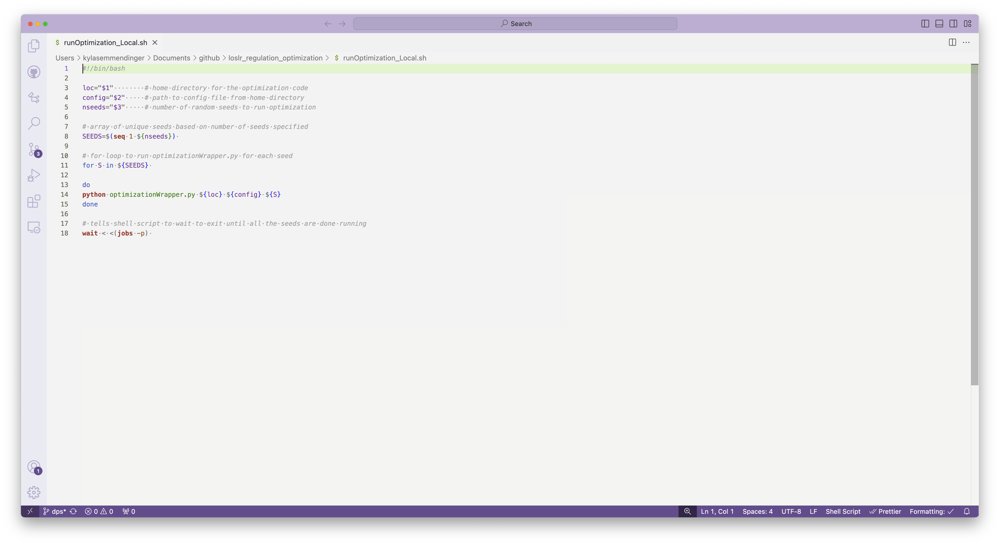 Search
$ runOptimization_Local.sh
Users > kylasemmendinger > Documents > github > loslr_regulation_optimization > $ runOptimization_Local.sh
1 #!/bin/bash
2
3 loc="$1"········#·home·directory·for·the·optimization·code
4 config="$2"·····#·path·to·config·file·from·home·directory
5 nseeds="$3"·····#·number·of·random·seeds·to·run·optimization
6
7 #·array·of·unique·seeds·based·on·number·of·seeds·specified
8 SEEDS=$(seq·1·${nseeds})·
9
10 #·for·loop·to·run·optimizationWrapper.py·for·each·seed
11 for·S·in·${SEEDS}·
12
13 do
14 python·optimizationWrapper.py·${loc}·${config}·${S}
15 done
16
17 #·tells·shell·script·to·wait·to·exit·until·all·the·seeds·are·done·running
18 wait·<·<(jobs·-p)·
3
1
dps* 0 0 0 Ln 1, Col 1 Spaces: 4 UTF-8 LF Shell Script Prettier Formatting: